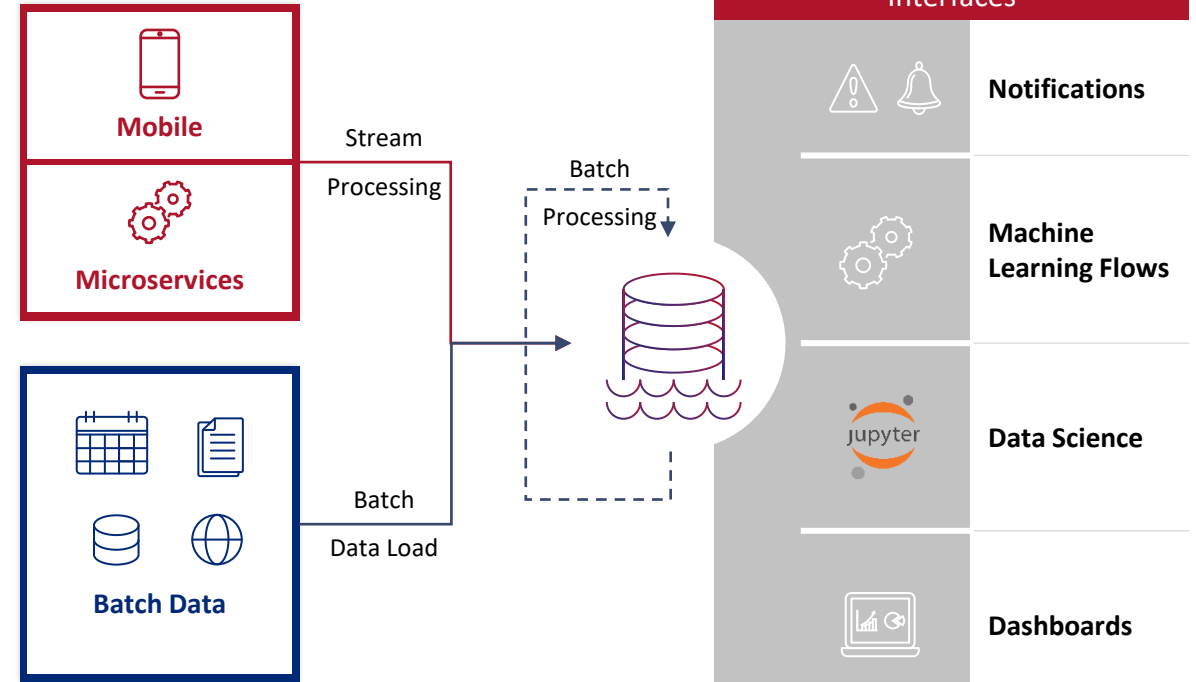 Interfaces
Mobile
Microservices
Stream
Processing
Batch
Processing
Batch
Data Load
Batch Data
Notifications
Machine
Learning Flows
jupyter
Data Science
Dashboards